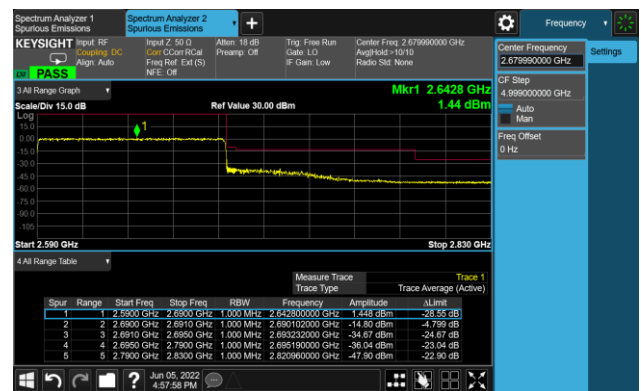 Spectrum Analyzer 1
Spurious Emissions
Spectrum Analyzer 2
Spurious Emissions
Frequency
KEYSIGHT
Input: RF
Coupling: DC
Align: Auto
Input Z: 50 Ω
Corr CCorr RCal
Freq Ref: Ext (S)
NFE: Off
Atten: 18 dB
Preamp: Off
Trig: Free Run
Gate: LO
IF Gain: Low
Center Freq: 2.679990000 GHz
Avg|Hold:>10/10
Radio Std: None
PASS
Center Frequency
2.679990000 GHz
Settings
CF Step
4.999000000 GHz
Auto
Man
Freq Offset
0 Hz
3 All Range Graph
Mkr1 2.6428 GHz
1.44 dBm
Scale/Div 15.0 dB
Ref Value 30.00 dBm
Log
15.0
0.00
-15.0
-30.0
-45.0
-60.0
-75.0
-90.0
-105
1
Start 2.590 GHz
Stop 2.830 GHz
4 All Range Table
Measure Trace Trace 1
Trace Type Trace Average (Active)
Spur Range Start Freq Stop Freq RBW Frequency Amplitude ΔLimit
1 1 2.5900 GHz 2.6900 GHz 1.000 MHz 2.642800000 GHz 1.448 dBm -28.55 dB
2 2 2.6900 GHz 2.6910 GHz 1.000 MHz 2.690102000 GHz -14.80 dBm -4.799 dB
3 3 2.6910 GHz 2.6950 GHz 1.000 MHz 2.693232000 GHz -34.67 dBm -24.67 dB
4 4 2.6950 GHz 2.7900 GHz 1.000 MHz 2.695190000 GHz -36.04 dBm -23.04 dB
5 5 2.7900 GHz 2.8300 GHz 1.000 MHz 2.820960000 GHz -47.90 dBm -22.90 dB
Jun 05, 2022
4:57:58 PM